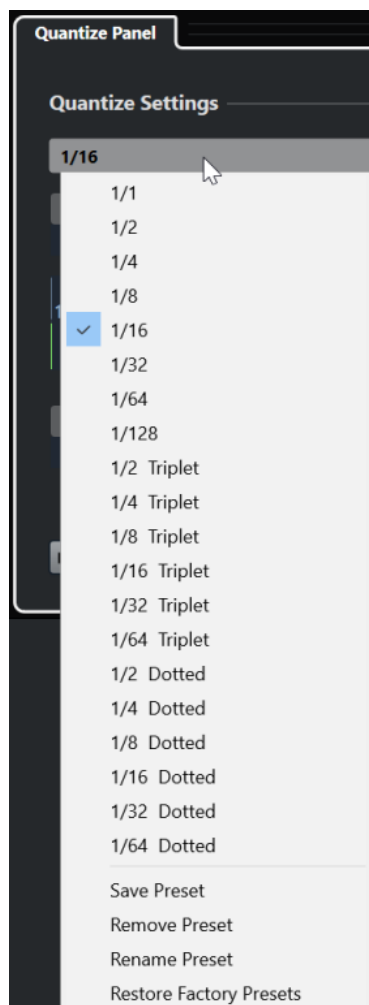 Quantize Panel
Quantize Settings
1/16
1/1
1/2
1/4
1/8
1/16
1/32
1/64
1/128
1/2 Triplet
1/4 Triplet
1/8 Triplet
1/16 Triplet
1/32 Triplet
1/64 Triplet
1/2 Dotted
1/4 Dotted
1/8 Dotted
1/16 Dotted
1/32 Dotted
1/64 Dotted
Save Preset
Remove Preset
Rename Preset
Restore Factory Presets